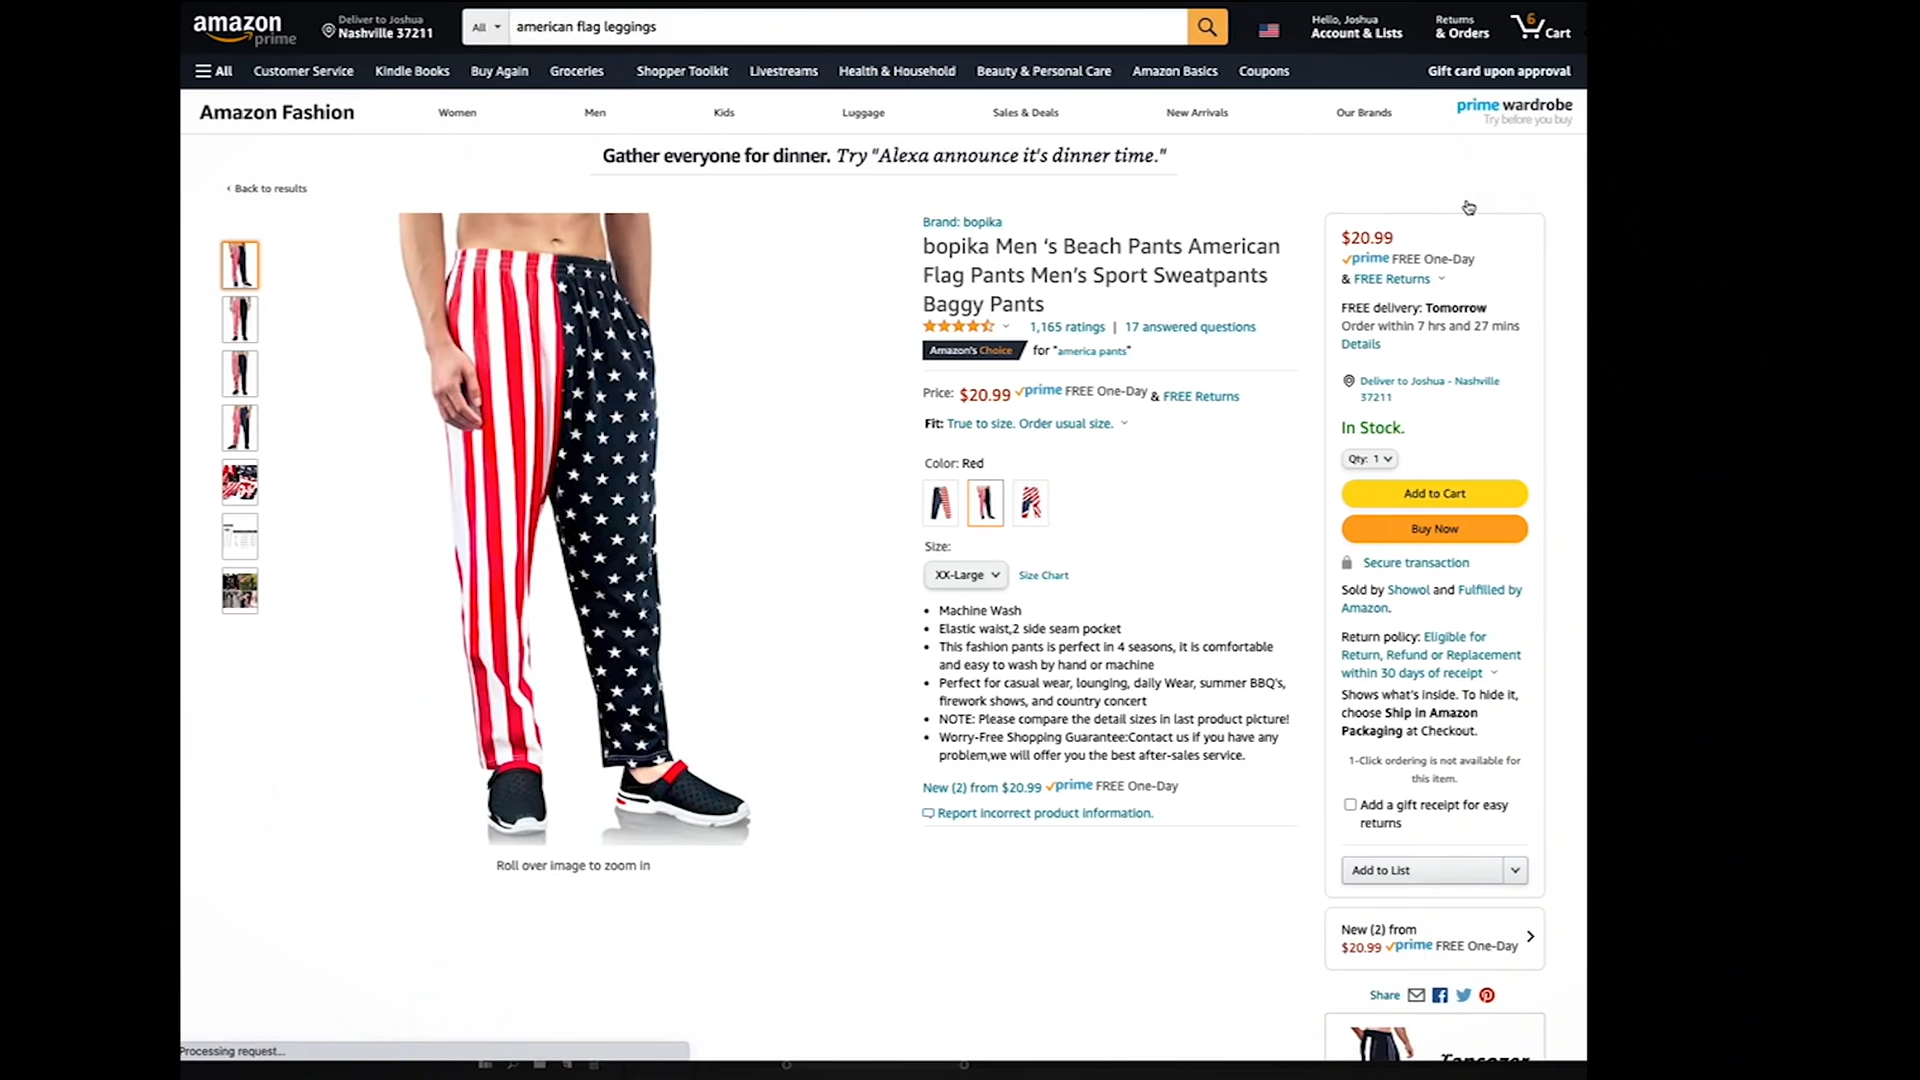 amazon
prime
Deliver to Joshua
Nashville 37211
All
american flag leggings
Hello, Joshua
Account & Lists
Returns
& Orders
6
Cart
All
Customer Service
Kindle Books
Buy Again
Groceries
Shopper Toolkit
Livestreams
Health & Household
Beauty & Personal Care
Amazon Basics
Coupons
Gift card upon approval
Amazon Fashion
Women
Men
Kids
Luggage
Sales & Deals
New Arrivals
Our Brands
prime wardrobe
Try before you buy
Gather everyone for dinner. Try "Alexa announce it's dinner time."
‹ Back to results
Roll over image to zoom in
Brand: bopika
bopika Men 's Beach Pants American
Flag Pants Men's Sport Sweatpants
Baggy Pants
1,165 ratings | 17 answered questions
Amazon's Choice for "america pants"
Price: $20.99 prime FREE One-Day & FREE Returns
Fit: True to size. Order usual size.
Color: Red
Size:
XX-Large
Size Chart
• Machine Wash
• Elastic waist,2 side seam pocket
• This fashion pants is perfect in 4 seasons, it is comfortable
and easy to wash by hand or machine
• Perfect for casual wear, lounging, daily Wear, summer BBQ's,
firework shows, and country concert
• NOTE: Please compare the detail sizes in last product picture!
• Worry-Free Shopping Guarantee:Contact us if you have any
problem,we will offer you the best after-sales service.
New (2) from $20.99 prime FREE One-Day
Report incorrect product information.
$20.99
prime FREE One-Day
& FREE Returns
FREE delivery: Tomorrow
Order within 7 hrs and 27 mins
Details
Deliver to Joshua - Nashville
37211
In Stock.
Qty: 1
Add to Cart
Buy Now
Secure transaction
Sold by Showol and Fulfilled by
Amazon.
Return policy: Eligible for
Return, Refund or Replacement
within 30 days of receipt
Shows what's inside. To hide it,
choose Ship in Amazon
Packaging at Checkout.
1-Click ordering is not available for
this item.
Add a gift receipt for easy
returns
Add to List
New (2) from
$20.99 prime FREE One-Day
Share
Processing request...